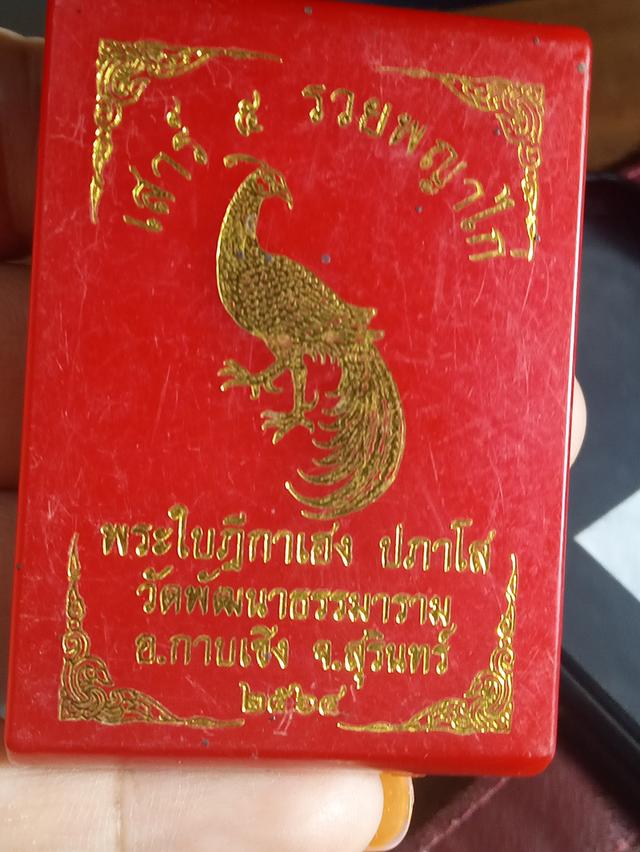 เสาร์ ๕ รวยพญาไก่
พระใบฎีกาเฮง ปภาโส
วัดพัฒนาธรรมาราม
อ.กาบเชิง จ.สุรินทร์
๒๕๖๔